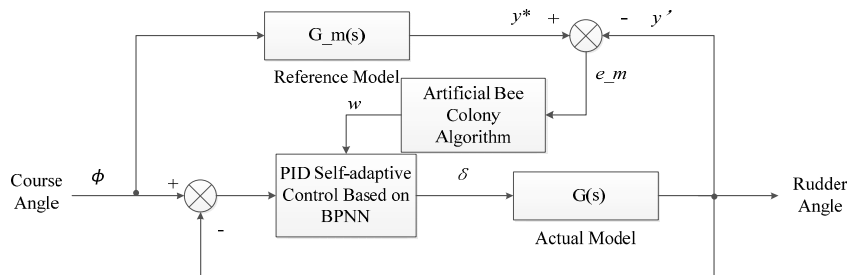 G_m(s)
y* + - y′
Reference Model
e_m
Artificial Bee
Colony
Algorithm
w
Course
Angle
ϕ
+
-
PID Self-adaptive
Control Based on
BPNN
δ
G(s)
Actual Model
Rudder
Angle